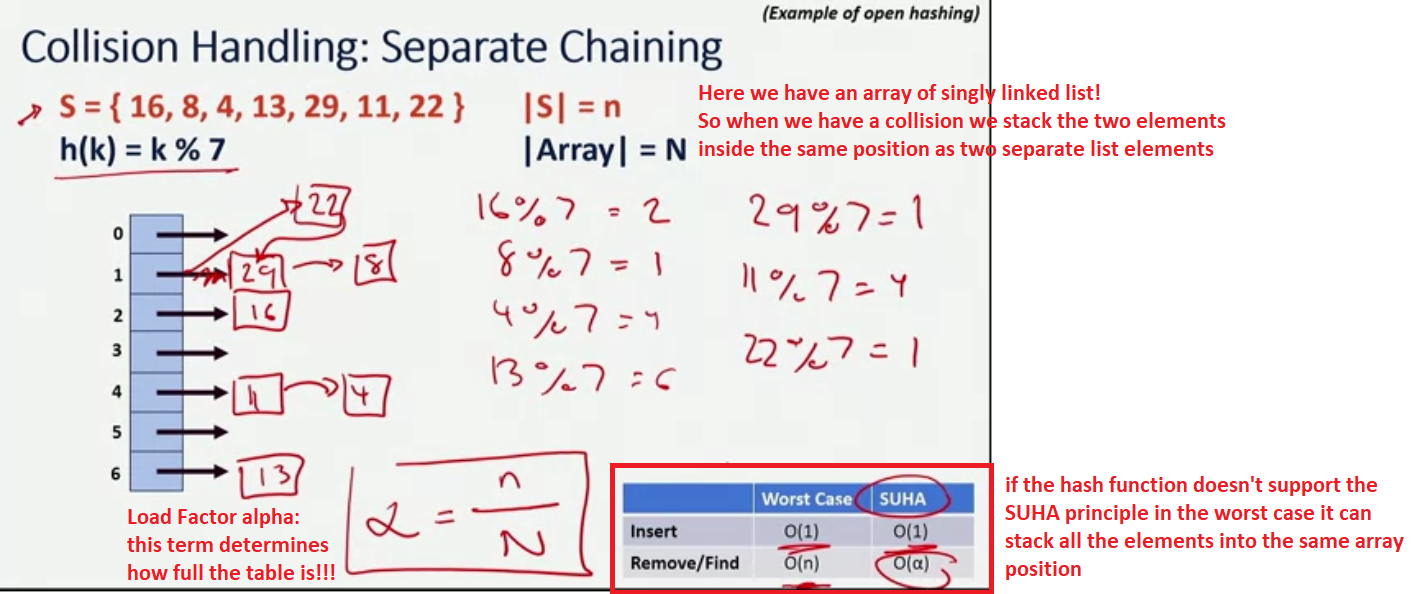 (Example of open hashing)
Collision Handling: Separate Chaining
S = { 16, 8, 4, 13, 29, 11, 22 }
|S| = n
h(k) = k % 7
|Array| = N
Here we have an array of singly linked list!
So when we have a collision we stack the two elements
inside the same position as two separate list elements
0
22
1
29
8
2
16
3
4
11
4
5
6
13
16%7 = 2
8%7 = 1
4%7 = 4
13%7 = 6
29%7 = 1
11%7 = 4
22%7 = 1
Load Factor alpha:
this term determines
how full the table is!!!
α = n
N
Worst Case SUHA
Insert O(1) O(1)
Remove/Find O(n) O(α)
if the hash function doesn't support the
SUHA principle in the worst case it can
stack all the elements into the same array
position